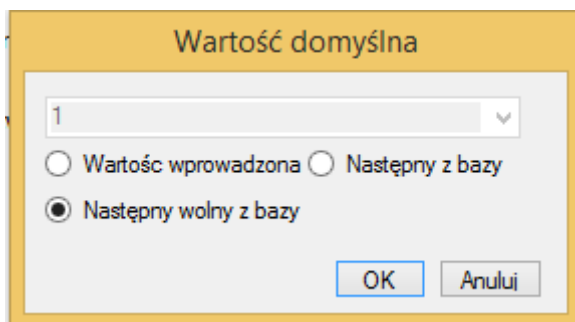 Wartość domyślna
1
Wartośc wprowadzona Następny z bazy
Następny wolny z bazy
OK Anuluj